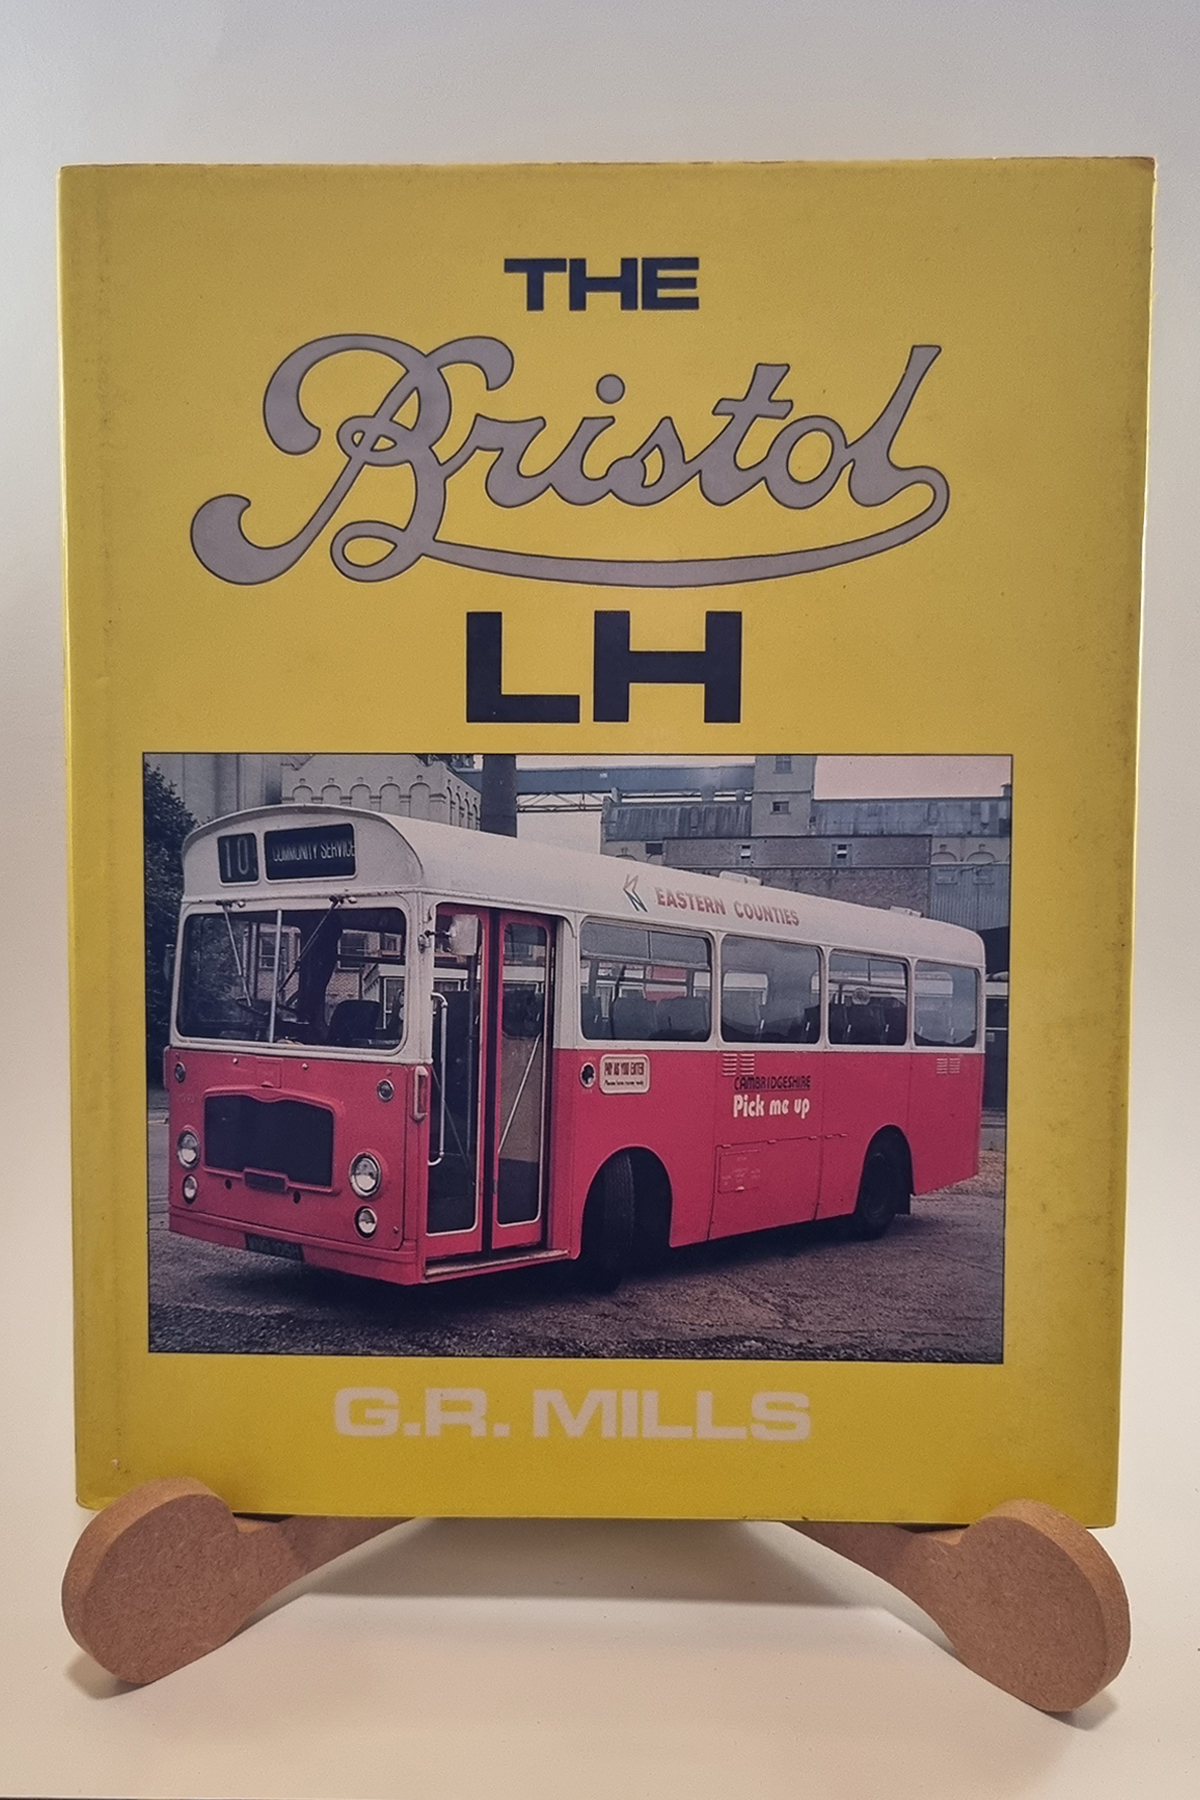 THE
Bristol
LH
10 COMMUNITY SERVICE
EASTERN COUNTIES
PAY AS YOU ENTER
CAMBRIDGESHIRE
Pick me up
G.R. MILLS